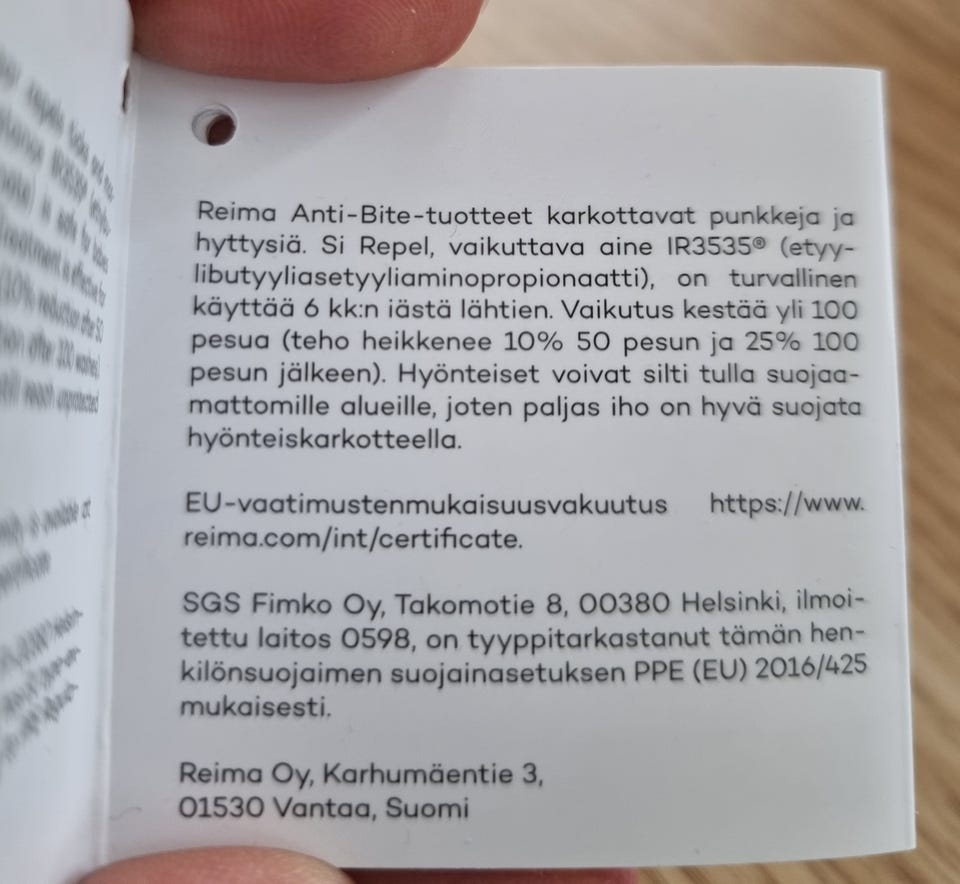 Reima Anti-Bite-tuotteet karkottavat punkkeja ja
hyttysiä. Si Repel, vaikuttava aine IR3535® (etyy-
libutyyliasetyyliaminopropionaatti), on turvallinen
käyttää 6 kk:n iästä lähtien. Vaikutus kestää yli 100
pesua (teho heikkenee 10% 50 pesun ja 25% 100
pesun jälkeen). Hyönteiset voivat silti tulla suojaa-
mattomille alueille, joten paljas iho on hyvä suojata
hyönteiskarkotteella.
EU-vaatimustenmukaisuusvakuutus https://www.
reima.com/int/certificate.
SGS Fimko Oy, Takomotie 8, 00380 Helsinki, ilmoi-
tettu laitos 0598, on tyyppitarkastanut tämän hen-
kilönsuojaimen suojainasetuksen PPE (EU) 2016/425
mukaisesti.
Reima Oy, Karhumäentie 3,
01530 Vantaa, Suomi